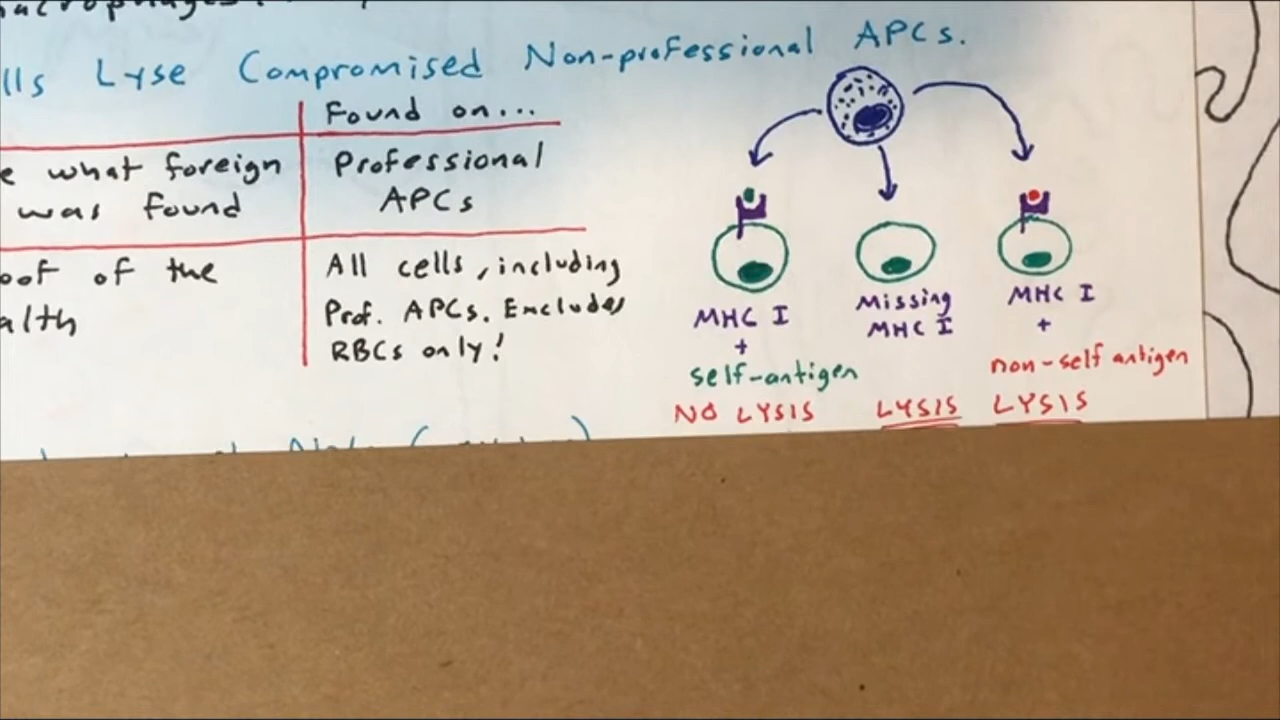 lls Lyse Compromised Non-professional APCs.
Found on...
e what foreign
was found
Professional
APCs
oof of the
alth
All cells, including
Prof. APCs. Excludes
RBCs only!
MHC I
+
self-antigen
NO LYSIS
Missing
MHC I
LYSIS
MHC I
+
non-self antigen
LYSIS